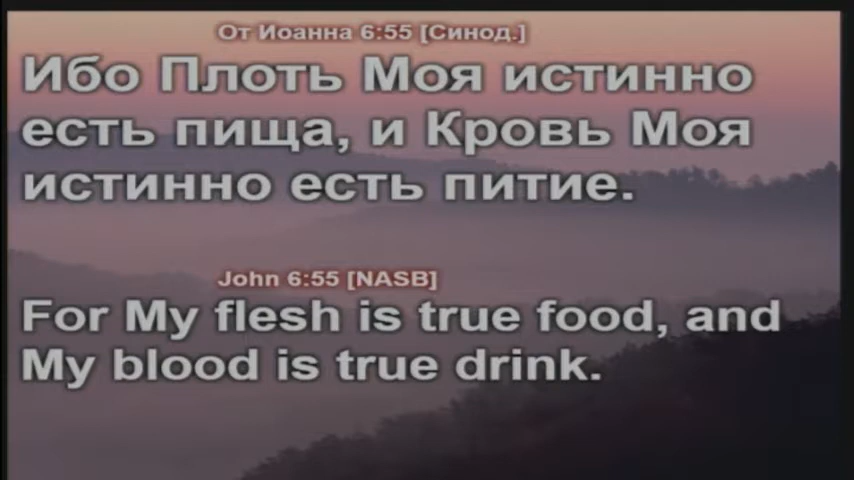 От Иоанна 6:55 [Синод.]
Ибо Плоть Моя истинно
есть пища, и Кровь Моя
истинно есть питие.
John 6:55 [NASB]
For My flesh is true food, and
My blood is true drink.